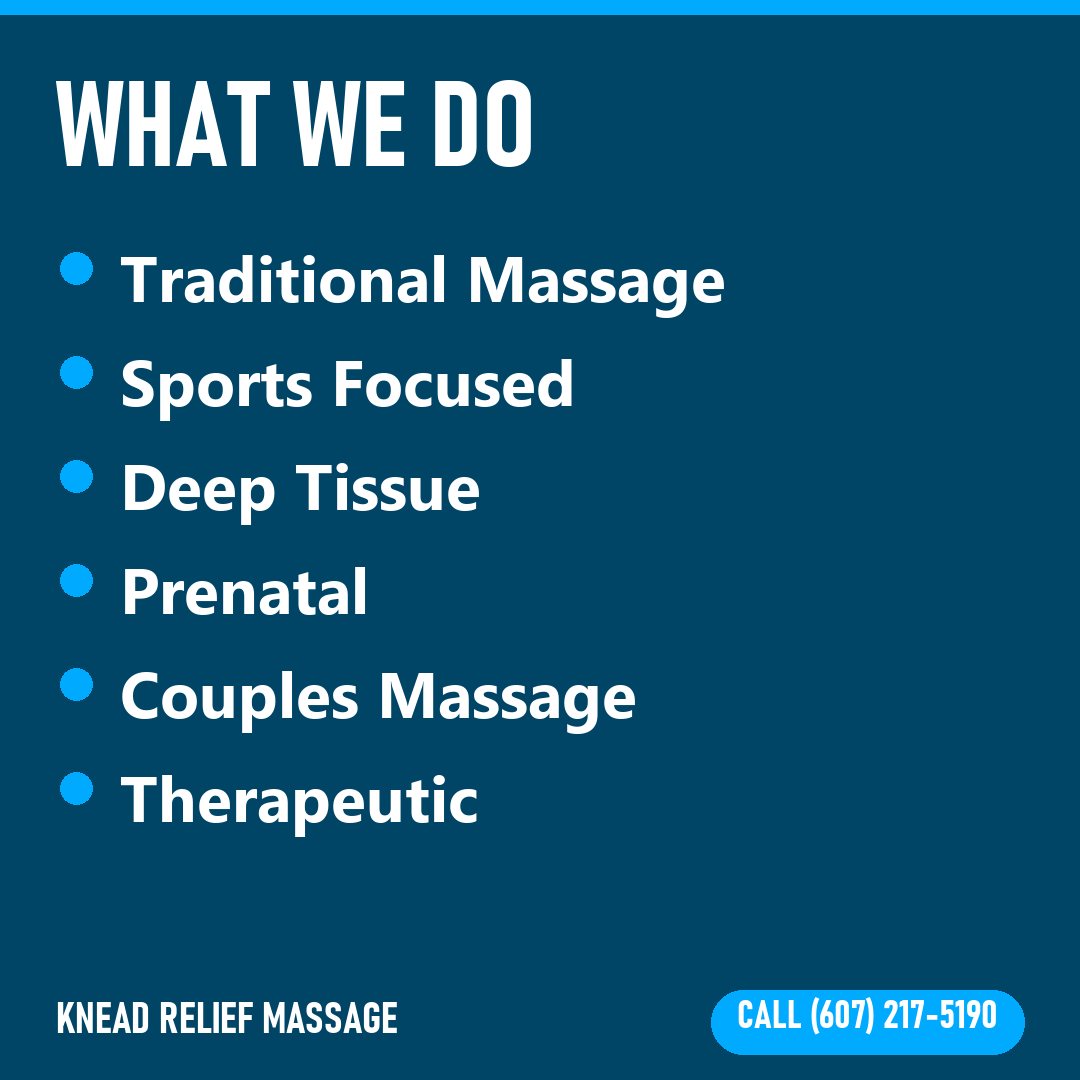 WHAT WE DO
Traditional Massage
Sports Focused
Deep Tissue
Prenatal
Couples Massage
Therapeutic
KNEAD RELIEF MASSAGE
CALL (607) 217-5190